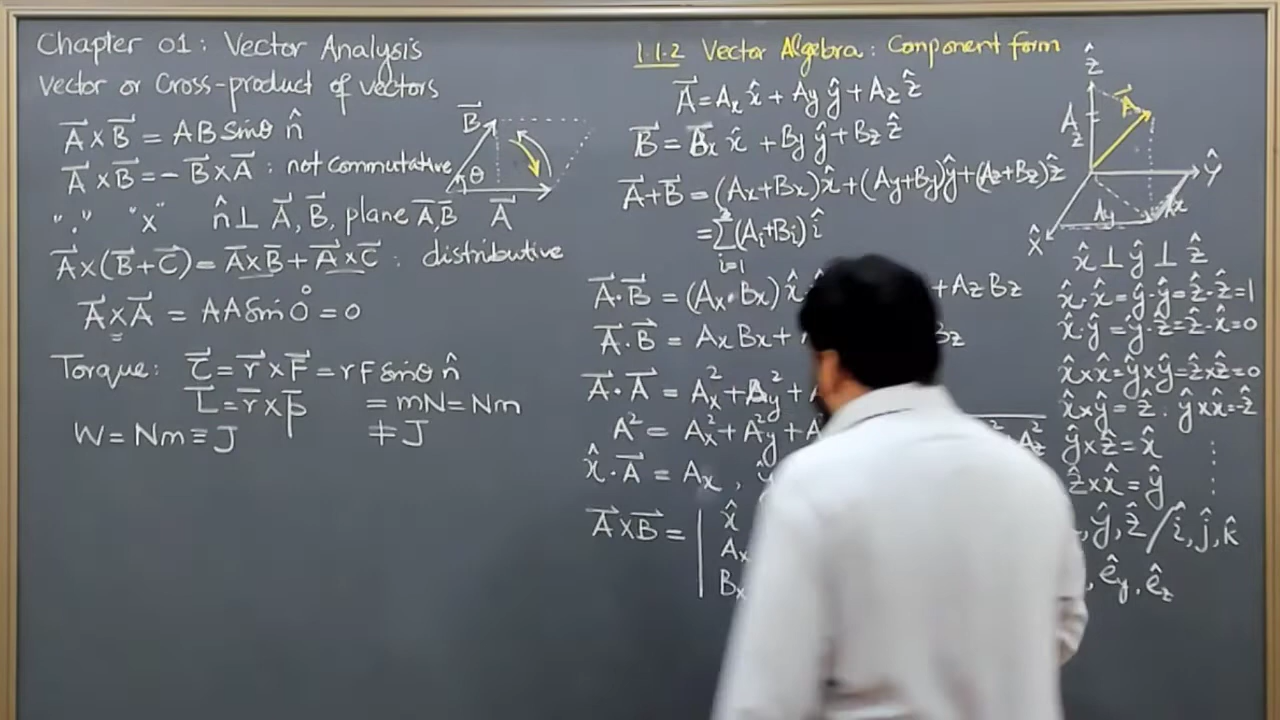 Chapter 01: Vector Analysis
Vector or Cross-product of vectors
A⃗ × B⃗ = AB sinθ n̂
A⃗ × B⃗ = - B⃗ × A⃗ : not commutative
"." "x" n̂ ⊥ A⃗, B⃗, plane A⃗, B⃗
A⃗ × (B⃗ + C⃗) = A⃗×B⃗ + A⃗×C⃗ : distributive
A⃗ × A⃗ = AA sin 0° = 0
Torque: τ⃗ = r⃗ × F⃗ = rF sinθ n̂
L⃗ = r⃗ × p⃗ = mN = Nm
W = Nm ≡ J ≠ J
B⃗
θ
A⃗
1.1.2 Vector Algebra: Component form
A⃗ = Ax x̂ + Ay ŷ + Az ẑ
B⃗ = Bx x̂ + By ŷ + Bz ẑ
A⃗ + B⃗ = (Ax+Bx)x̂ + (Ay+By)ŷ + (Az+Bz)ẑ
= Σ (Ai+Bi) î
i=1
A⃗ · B⃗ = (Ax·Bx) x̂ + Az Bz
A⃗ · B⃗ = Ax Bx + Bz
A⃗ · A⃗ = Ax² + Ay² +
A² = Ax² + Ay² + Az²
x̂ · A⃗ = Ax ,
A⃗ × B⃗ = | x̂
Ax
Bx
ẑ
A⃗
Az
ŷ
Ay Ax
x̂
x̂ ⊥ ŷ ⊥ ẑ
x̂·x̂ = ŷ·ŷ = ẑ·ẑ = 1
x̂·ŷ = ŷ·ẑ = ẑ·x̂ = 0
x̂×x̂ = ŷ×ŷ = ẑ×ẑ = 0
x̂×ŷ = ẑ , ŷ×x̂ = -ẑ
ŷ×ẑ = x̂
ẑ×x̂ = ŷ
, ŷ, ẑ / î, ĵ, k̂
, êy, êz